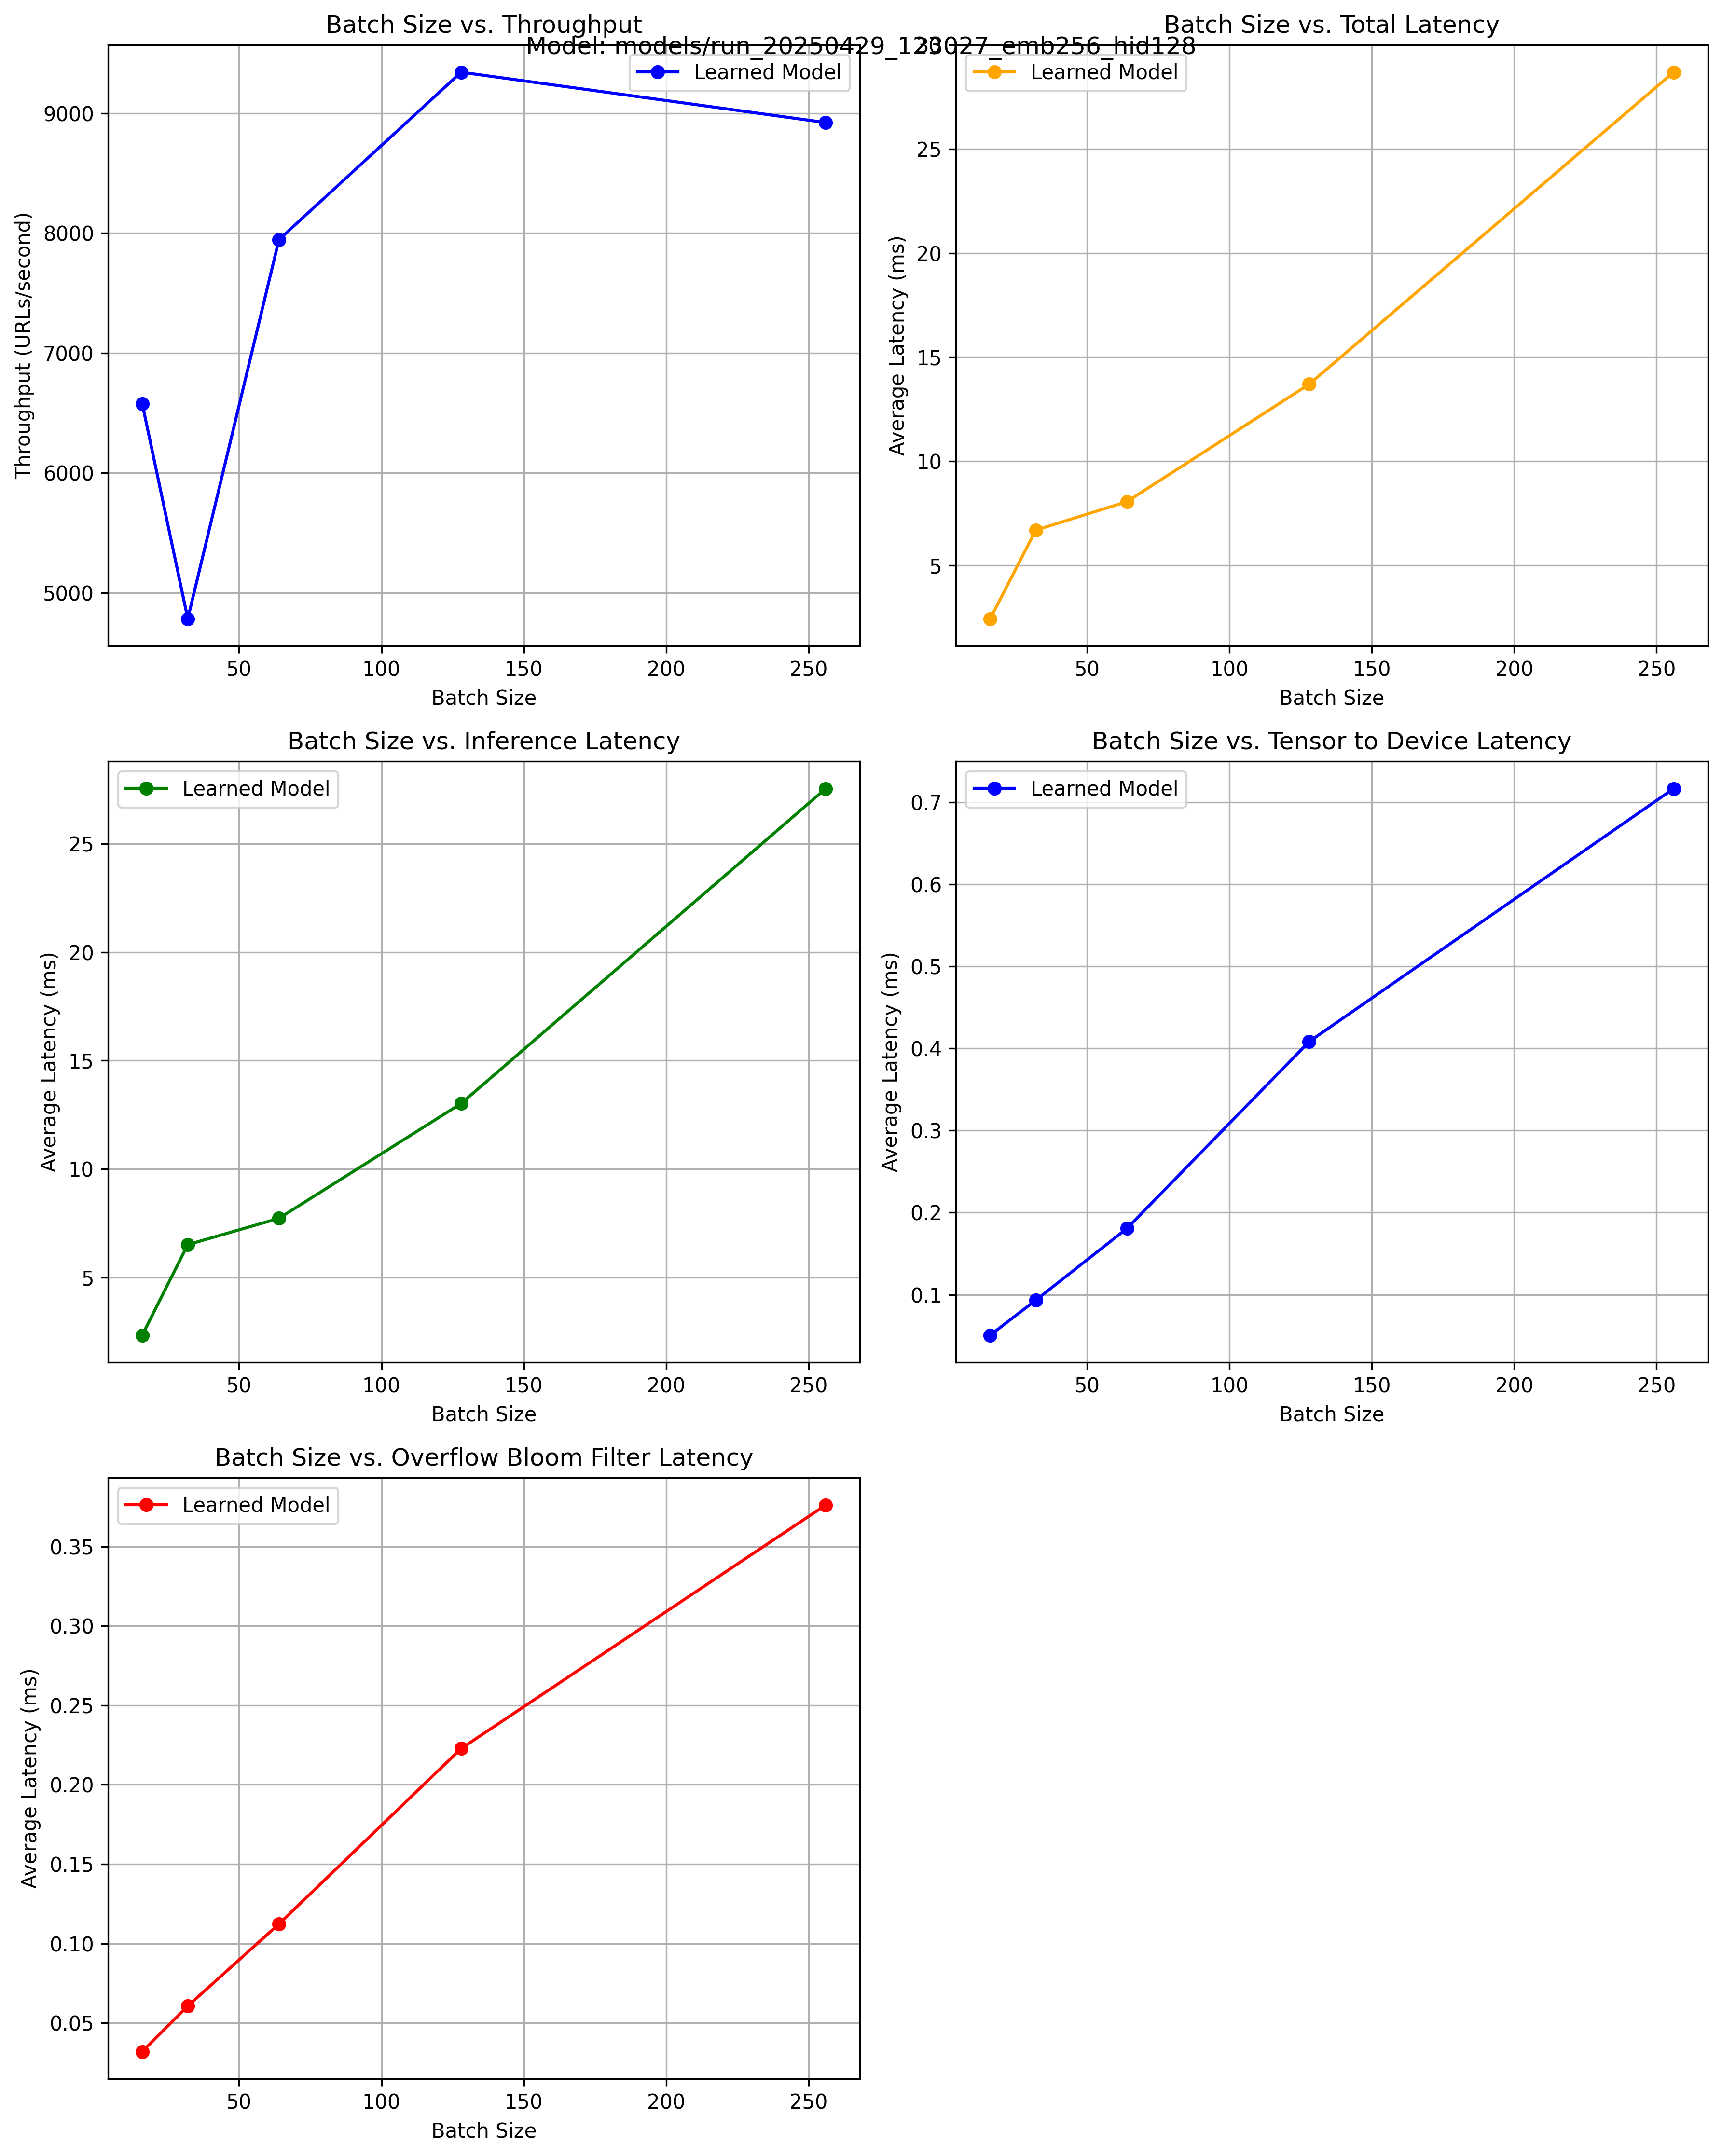 Batch Size vs. Throughput
Model:
Learned Model
9000
8000
7000
6000
5000
Throughput (URLs/second)
50 100 150 200 250
Batch Size
Batch Size vs. Total Latency
Learned Model
25
20
15
10
5
Average Latency (ms)
50 100 150 200 250
Batch Size
Batch Size vs. Inference Latency
Learned Model
25
20
15
10
5
Average Latency (ms)
50 100 150 200 250
Batch Size
Batch Size vs. Tensor to Device Latency
Learned Model
0.7
0.6
0.5
0.4
0.3
0.2
0.1
Average Latency (ms)
50 100 150 200 250
Batch Size
Batch Size vs. Overflow Bloom Filter Latency
Learned Model
0.35
0.30
0.25
0.20
0.15
0.10
0.05
Average Latency (ms)
50 100 150 200 250
Batch Size